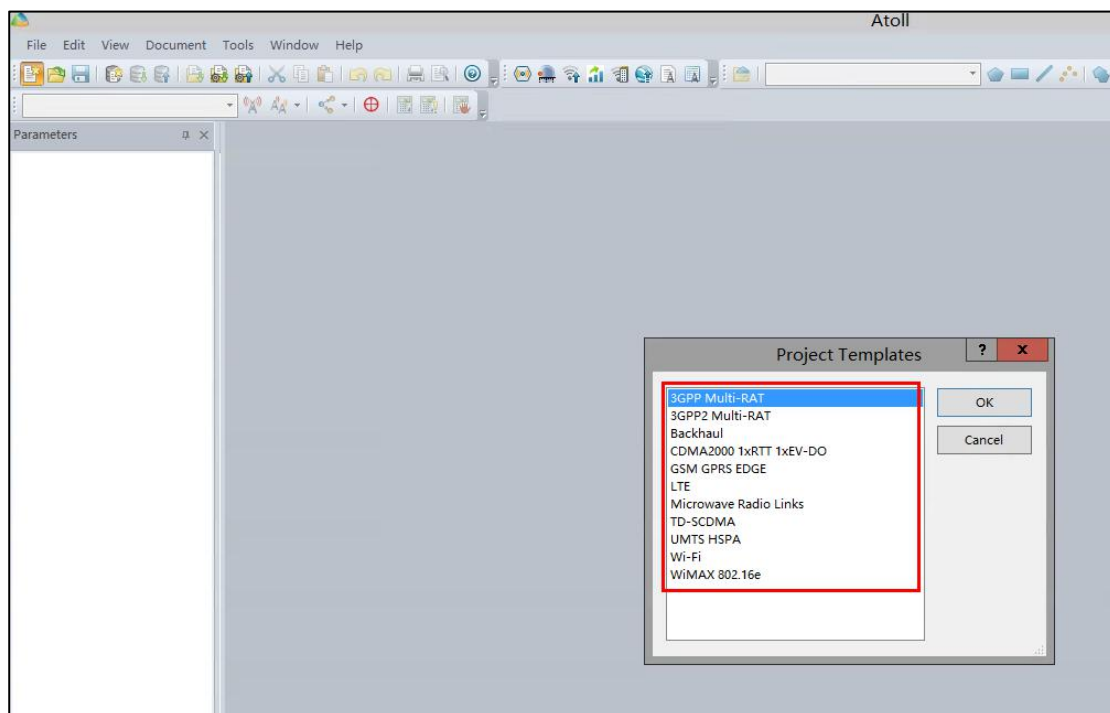 Atoll
File Edit View Document Tools Window Help
Parameters
Project Templates
3GPP Multi-RAT
3GPP2 Multi-RAT
Backhaul
CDMA2000 1xRTT 1xEV-DO
GSM GPRS EDGE
LTE
Microwave Radio Links
TD-SCDMA
UMTS HSPA
Wi-Fi
WiMAX 802.16e
OK
Cancel